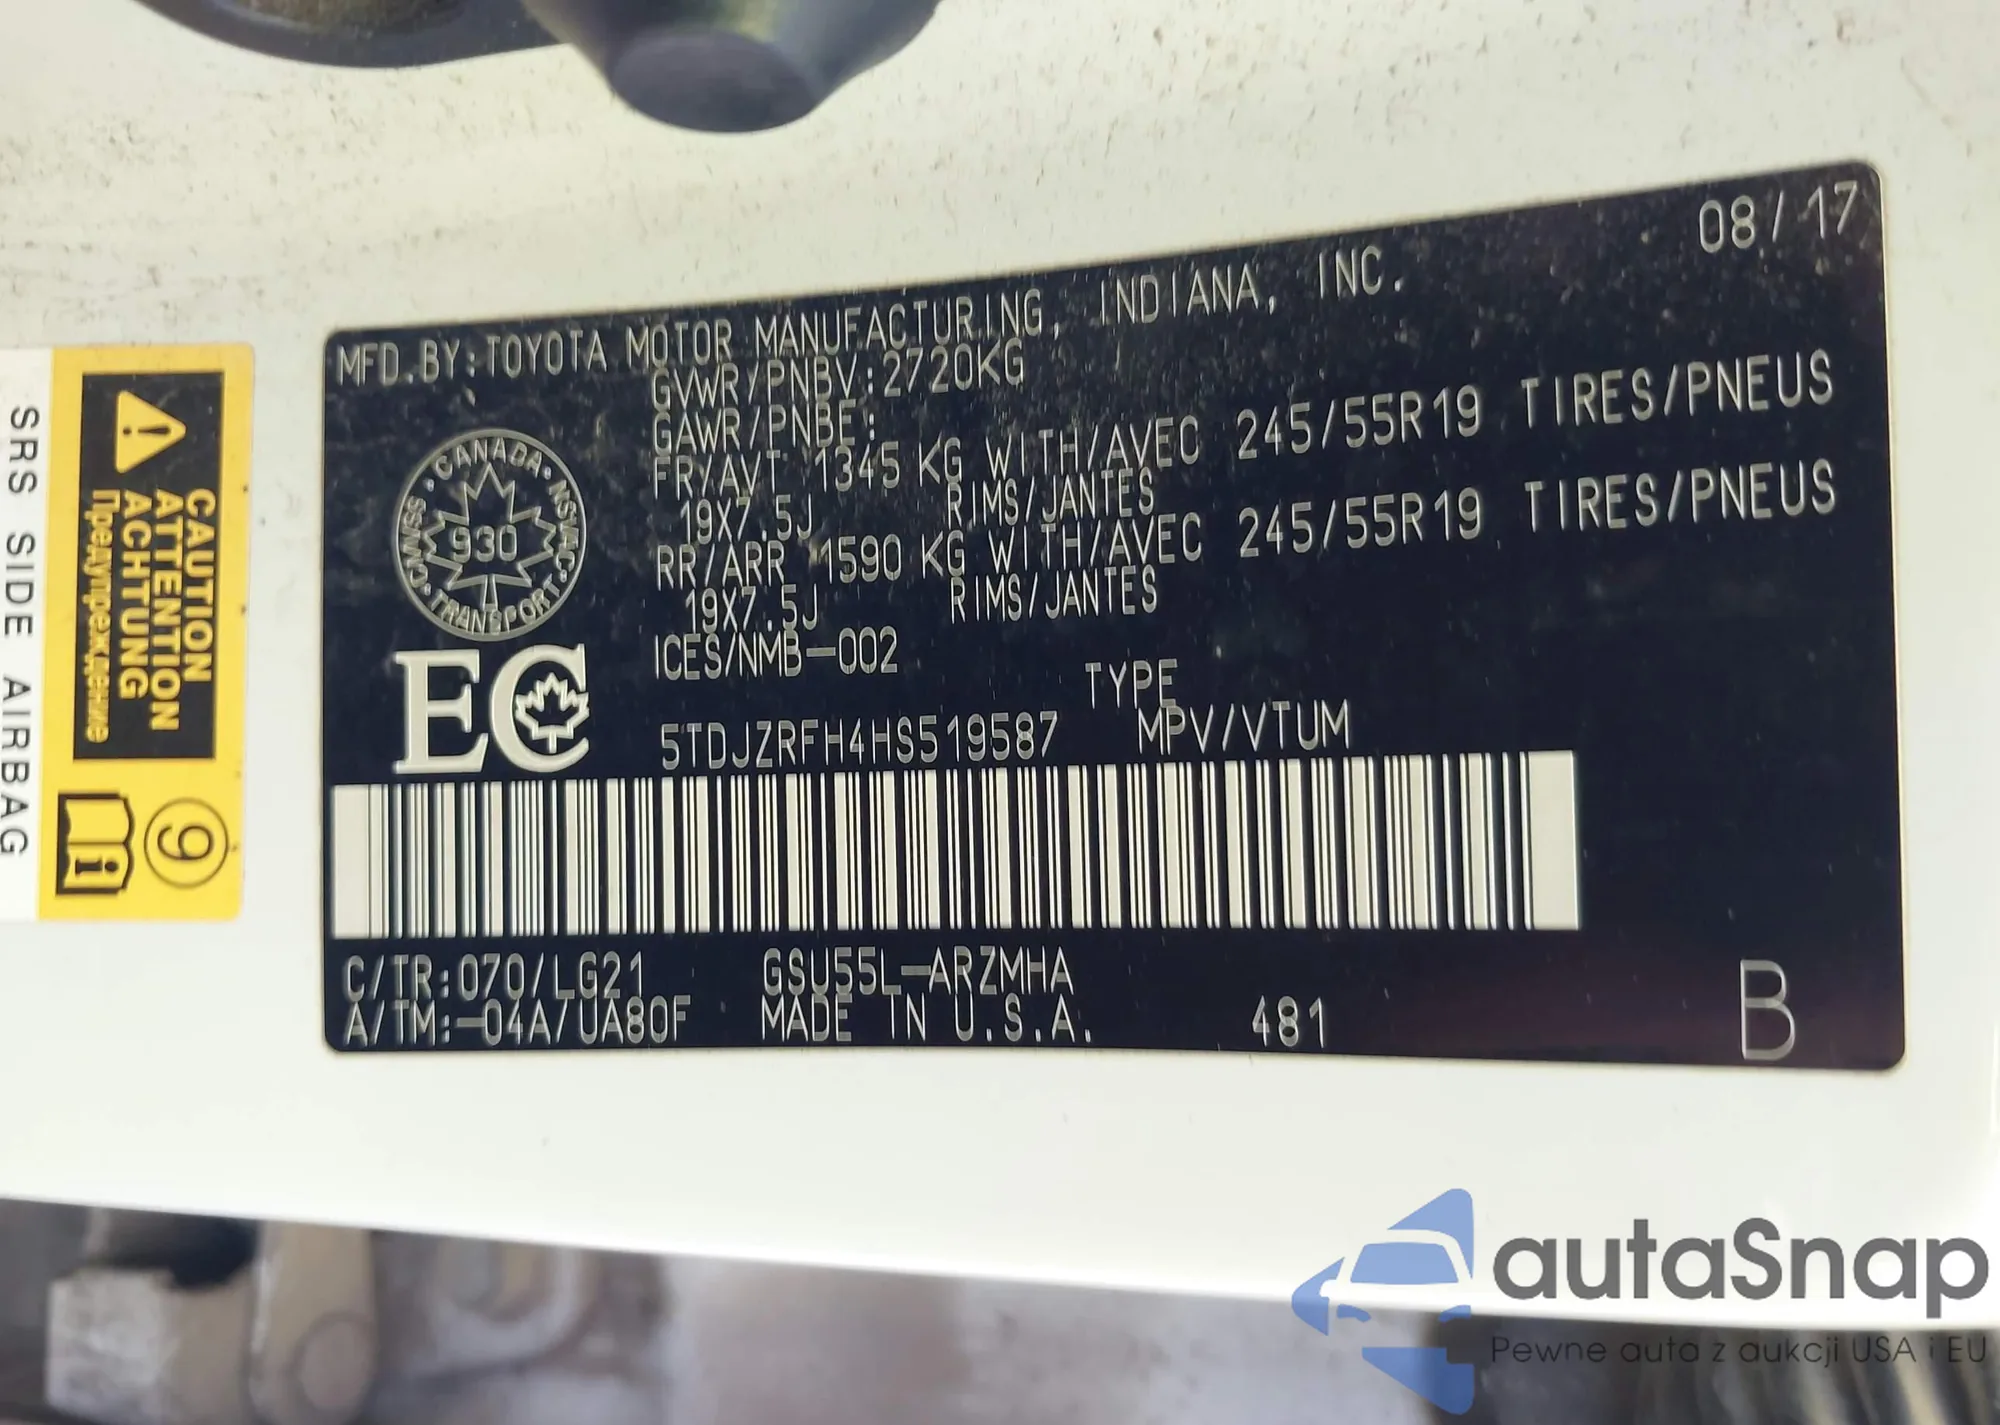 08/17
MFD.BY:TOYOTA MOTOR MANUFACTURING, INDIANA, INC.
GVWR/PNBV:2720KG
GAWR/PNBE:
FR/AVT 1345 KG WITH/AVEC 245/55R19 TIRES/PNEUS
19X7.5J RIMS/JANTES
RR/ARR 1590 KG WITH/AVEC 245/55R19 TIRES/PNEUS
19X7.5J RIMS/JANTES
ICES/NMB-002
CANADA
930
TRANSPORT
NSVAC
CMVSS
EC
TYPE
5TDJZRFH4HS519587 MPV/VTUM
C/TR:070/LG21 GSU55L-ARZMHA
A/TM:-04A/UA80F MADE IN U.S.A. 481 B
CAUTION
ATTENTION
ACHTUNG
Предупреждение
9
i
SRS SIDE AIRBAG
autaSnap
Pewne auta z aukcji USA i EU